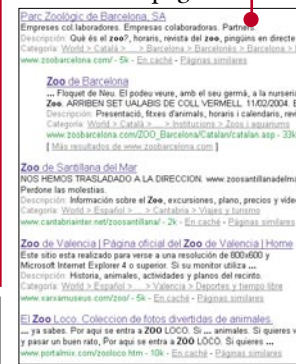 Parc Zoològic de Barcelona, SA
Empreses col.laboradores. Empresas colaboradoras. Partners
Descripción: Qué és el zoo?, horaris, revista del zoo, pingüins en directe
Categoría: World > Català > ... > Barcelona > Barcelonès > Barcelona >
www.zoobarcelona.com/ - 5k - En caché - Páginas similares
Zoo de Barcelona
... Floquet de Neu. El podeu veure, amb el seu germà, a la nurseria
Zoo. ARRIBEN SET UALABIS DE COLL VERMELL. 11/02/2004.
Descripción: Presentació, fitxes d'animals, horaris i calendaris,
Categoría: World > Català > ... > Institucions > Zoos i aquariums
www.zoobarcelona.com/ZOO_Barcelona/Catalan/catalan.asp - 33k
[ Más resultados de www.zoobarcelona.com ]
Zoo de Santillana del Mar
NOS HEMOS TRASLADADO A LA DIRECCION. www.zoosantillanadelma
Perdone las molestias.
Descripción: Información sobre el Zoo, excursiones, plano, precios y víde
Categoría: World > Español > ... > Cantabria > Viajes y turismo
www.cantabriainter.net/zoosantillana/ - 2k - En caché - Páginas similares
Zoo de Valencia | Página oficial del Zoo de Valencia | Home
Este sitio esta realizado para verse a una resolución de 800x600 y
Microsoft Internet Explorer 4 o superior. Si su monitor utiliza ...
Descripción: Historia, animales, actividades y planos del recinto.
Categoría: World > Español > ... > Valencia > Deportes y tiempo libre
www.xarxamuseus.com/zoo/ - 5k - En caché - Páginas similares
El Zoo Loco. Coleccion de fotos divertidas de animales.
... ya sabes. Por aqui se entra a ZOO LOCO. Si ... animales. Si quieres v
y pasar un buen rato, Por aqui se entra a ZOO LOCO. Si quieres ...
www.portalmix.com/zooloco.htm - 10k - En caché - Páginas similares